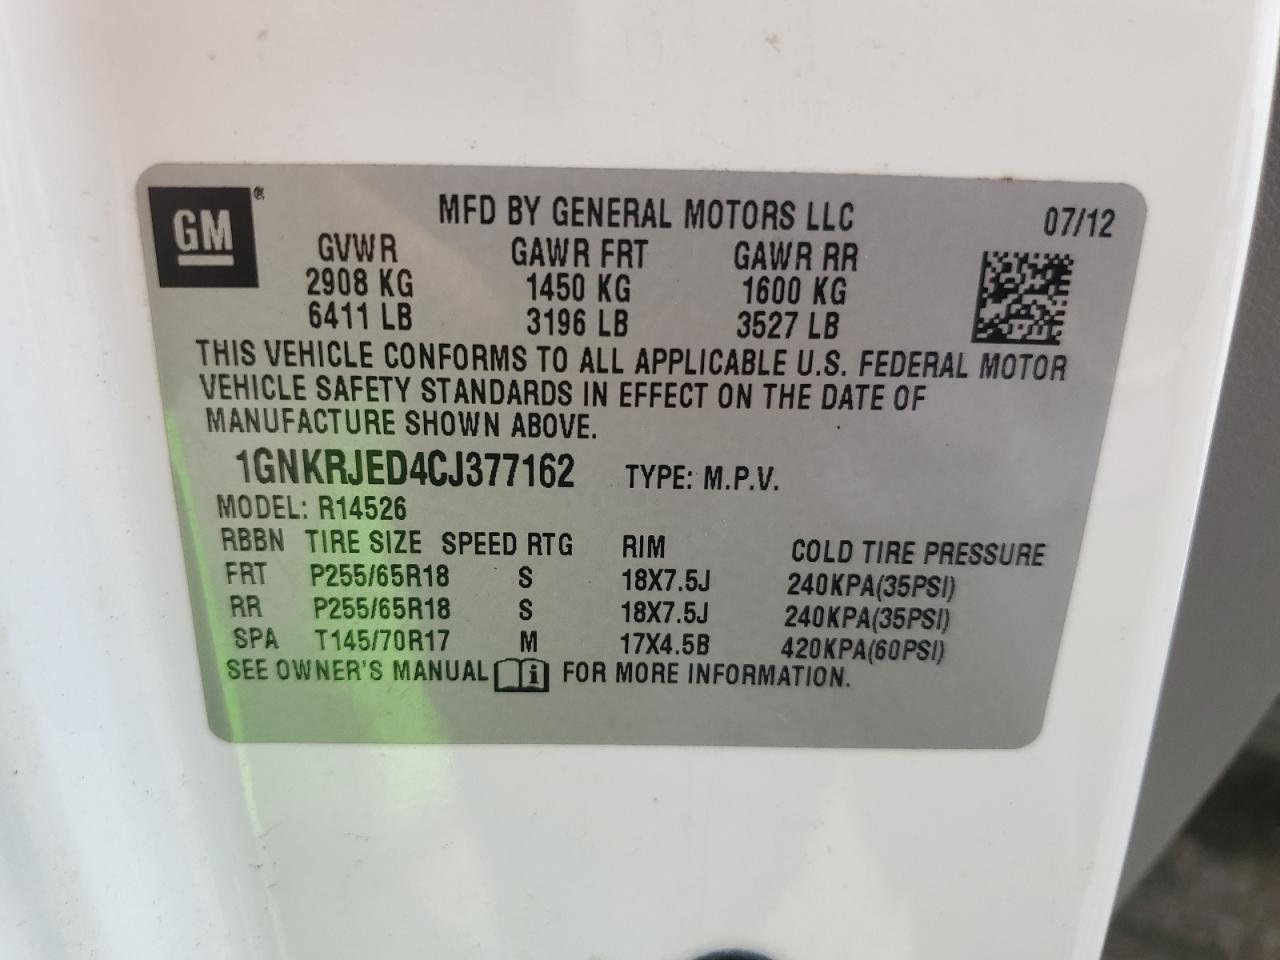 GM ®
MFD BY GENERAL MOTORS LLC 07/12
GVWR GAWR FRT GAWR RR
2908 KG 1450 KG 1600 KG
6411 LB 3196 LB 3527 LB
THIS VEHICLE CONFORMS TO ALL APPLICABLE U.S. FEDERAL MOTOR
VEHICLE SAFETY STANDARDS IN EFFECT ON THE DATE OF
MANUFACTURE SHOWN ABOVE.
1GNKRJED4CJ377162 TYPE: M.P.V.
MODEL: R14526
RBBN TIRE SIZE SPEED RTG RIM COLD TIRE PRESSURE
FRT P255/65R18 S 18X7.5J 240KPA(35PSI)
RR P255/65R18 S 18X7.5J 240KPA(35PSI)
SPA T145/70R17 M 17X4.5B 420KPA(60PSI)
SEE OWNER'S MANUAL i FOR MORE INFORMATION.